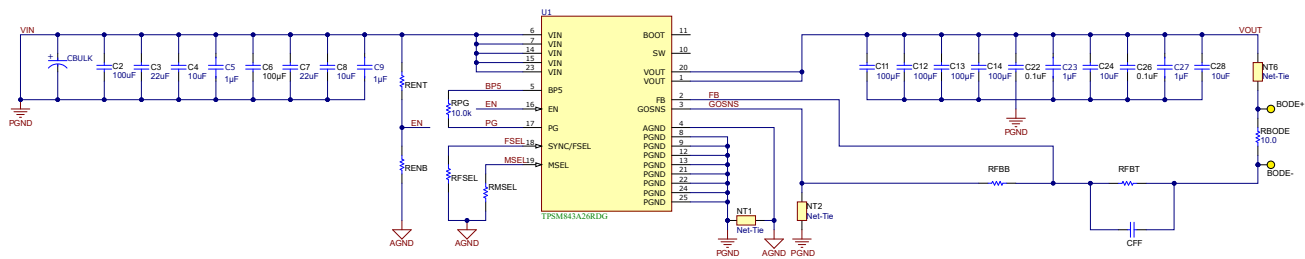 U1
VIN
CBULK
C2
100uF
C3
22uF
C4
10uF
C5
1µF
C6
100µF
C7
22uF
C8
10uF
C9
1µF
PGND
RENT
EN
RENB
AGND
BP5
RPG
10.0k
EN
PG
FSEL
MSEL
RFSEL
RMSEL
AGND
6 VIN
7 VIN
14 VIN
15 VIN
23 VIN
5 BP5
16 EN
17 PG
18 SYNC/FSEL
19 MSEL
BOOT 11
SW 10
VOUT 20
VOUT 1
FB 2
GOSNS 3
AGND 4
PGND 8
PGND 9
PGND 12
PGND 13
PGND 21
PGND 22
PGND 24
PGND 25
TPSM843A26RDG
FB
GOSNS
NT1
Net-Tie
PGND
AGND
NT2
Net-Tie
PGND
C11
100µF
C12
100µF
C13
100µF
C14
100µF
C22
0.1uF
C23
1µF
C24
10uF
C26
0.1uF
C27
1µF
C28
10uF
PGND
VOUT
NT6
Net-Tie
BODE+
RBODE
10.0
BODE-
RFBB
RFBT
CFF